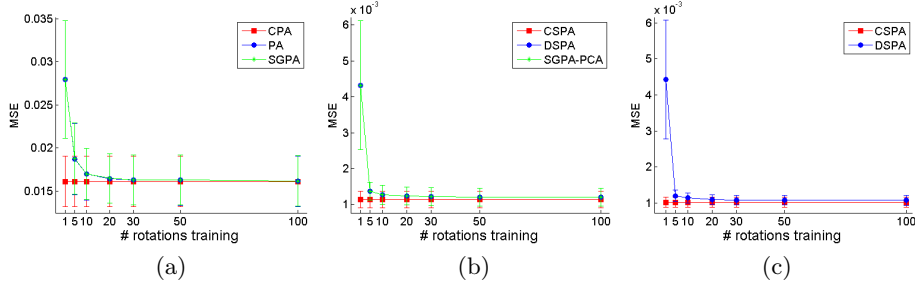 0.035
0.03
0.025
0.02
0.015
MSE
CPA
PA
SGPA
1 5 10 20 30 50 100
# rotations training
(a)
x 10⁻³
6
5
4
3
2
1
MSE
CSPA
DSPA
SGPA-PCA
1 5 10 20 30 50 100
# rotations training
(b)
x 10⁻³
6
5
4
3
2
1
MSE
CSPA
DSPA
1 5 10 20 30 50 100
# rotations training
(c)